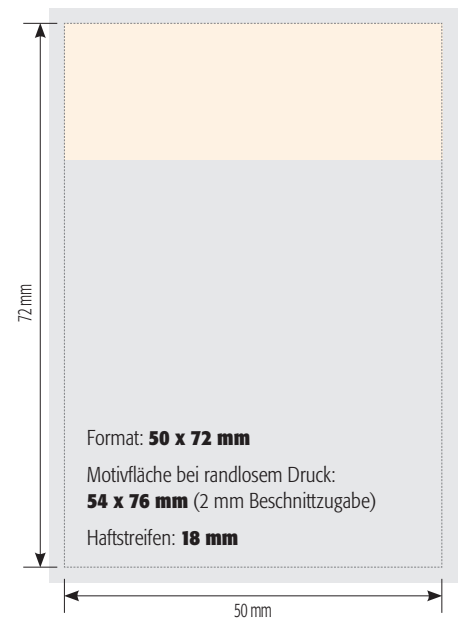 72 mm
Format: 50 x 72 mm
Motivfläche bei randlosem Druck:
54 x 76 mm (2 mm Beschnittzugabe)
Haftstreifen: 18 mm
50 mm